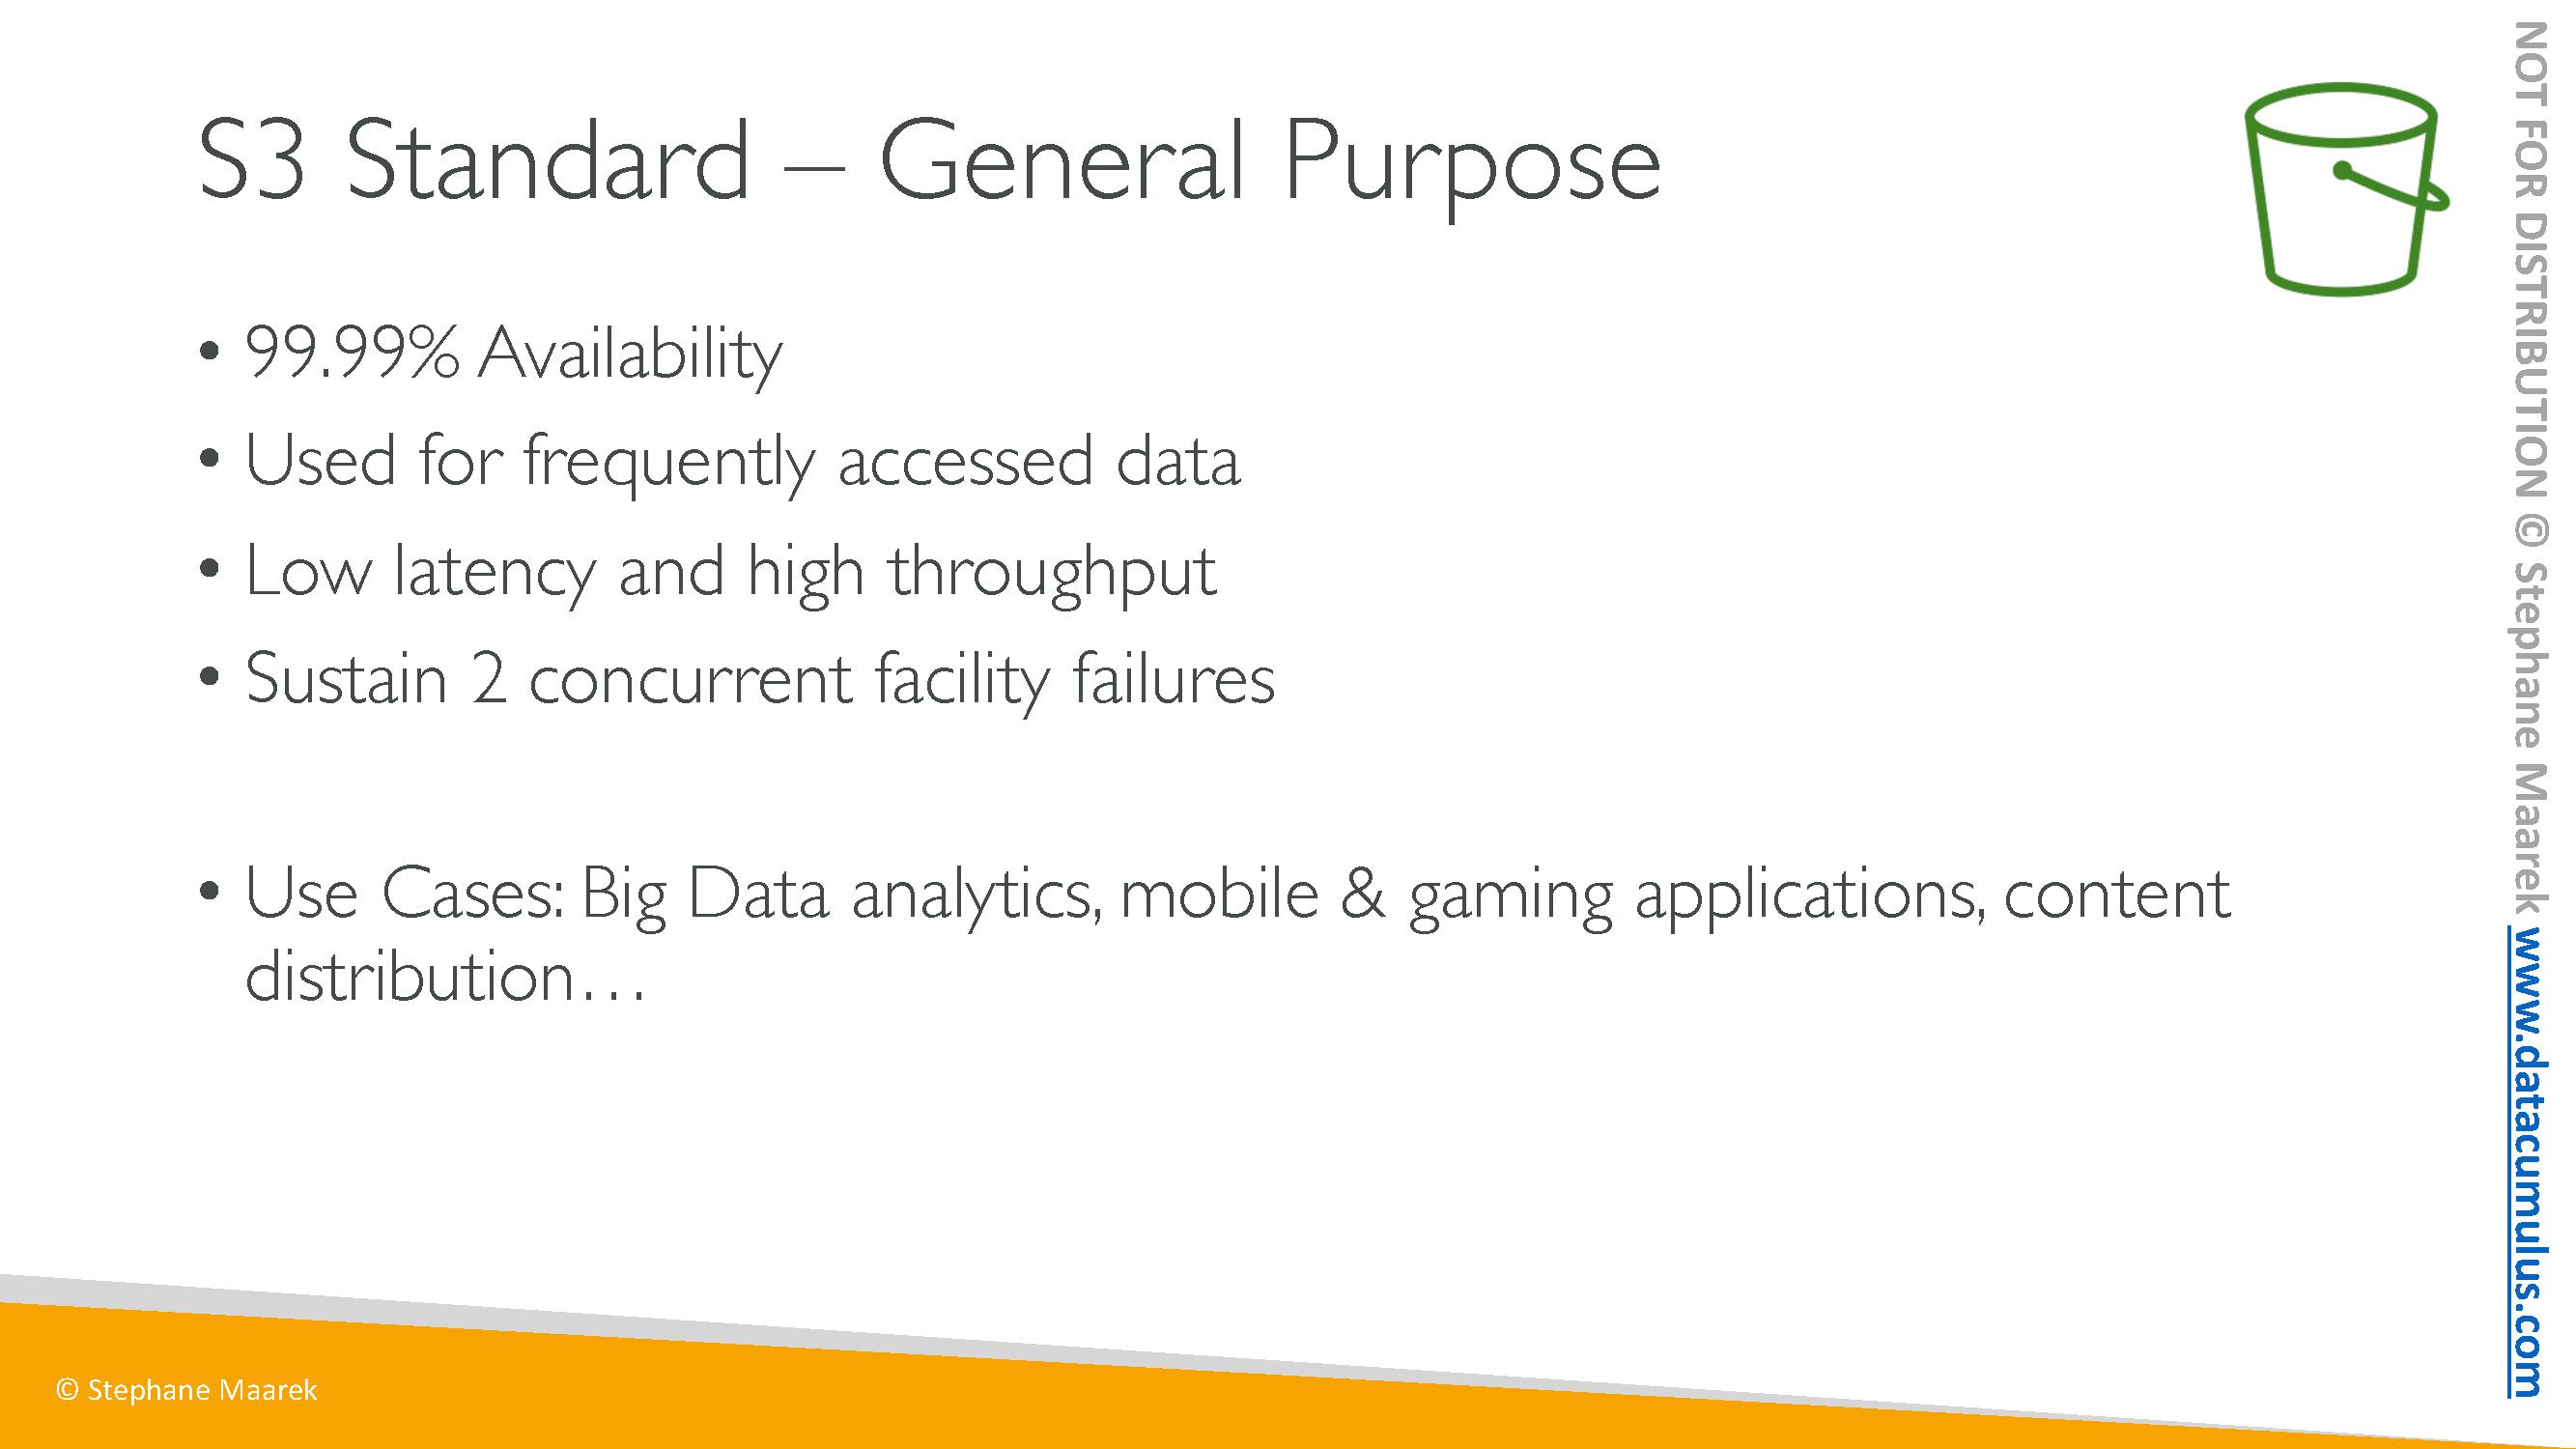 S3 Standard – General Purpose
• 99.99% Availability
• Used for frequently accessed data
• Low latency and high throughput
• Sustain 2 concurrent facility failures
• Use Cases: Big Data analytics, mobile & gaming applications, content
distribution…
© Stephane Maarek
NOT FOR DISTRIBUTION © Stephane Maarek www.datacumulus.com